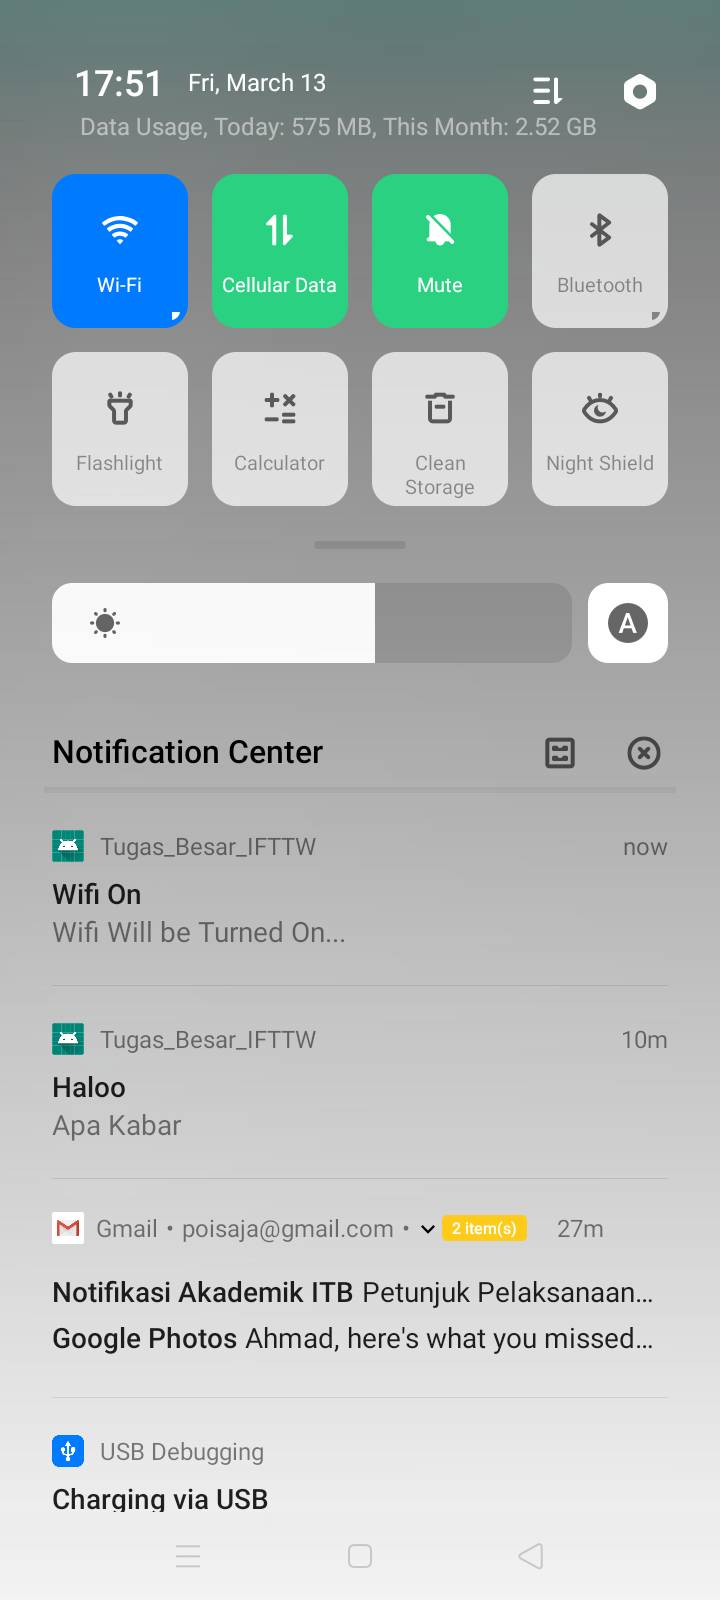 17:51 Fri, March 13
Data Usage, Today: 575 MB, This Month: 2.52 GB
Wi-Fi Cellular Data Mute Bluetooth
Flashlight Calculator Clean Storage Night Shield
A
Notification Center
Tugas_Besar_IFTTW now
Wifi On
Wifi Will be Turned On...
Tugas_Besar_IFTTW 10m
Haloo
Apa Kabar
Gmail • poisaja@gmail.com • 2 item(s) 27m
Notifikasi Akademik ITB Petunjuk Pelaksanaan...
Google Photos Ahmad, here's what you missed...
USB Debugging
Charging via USB